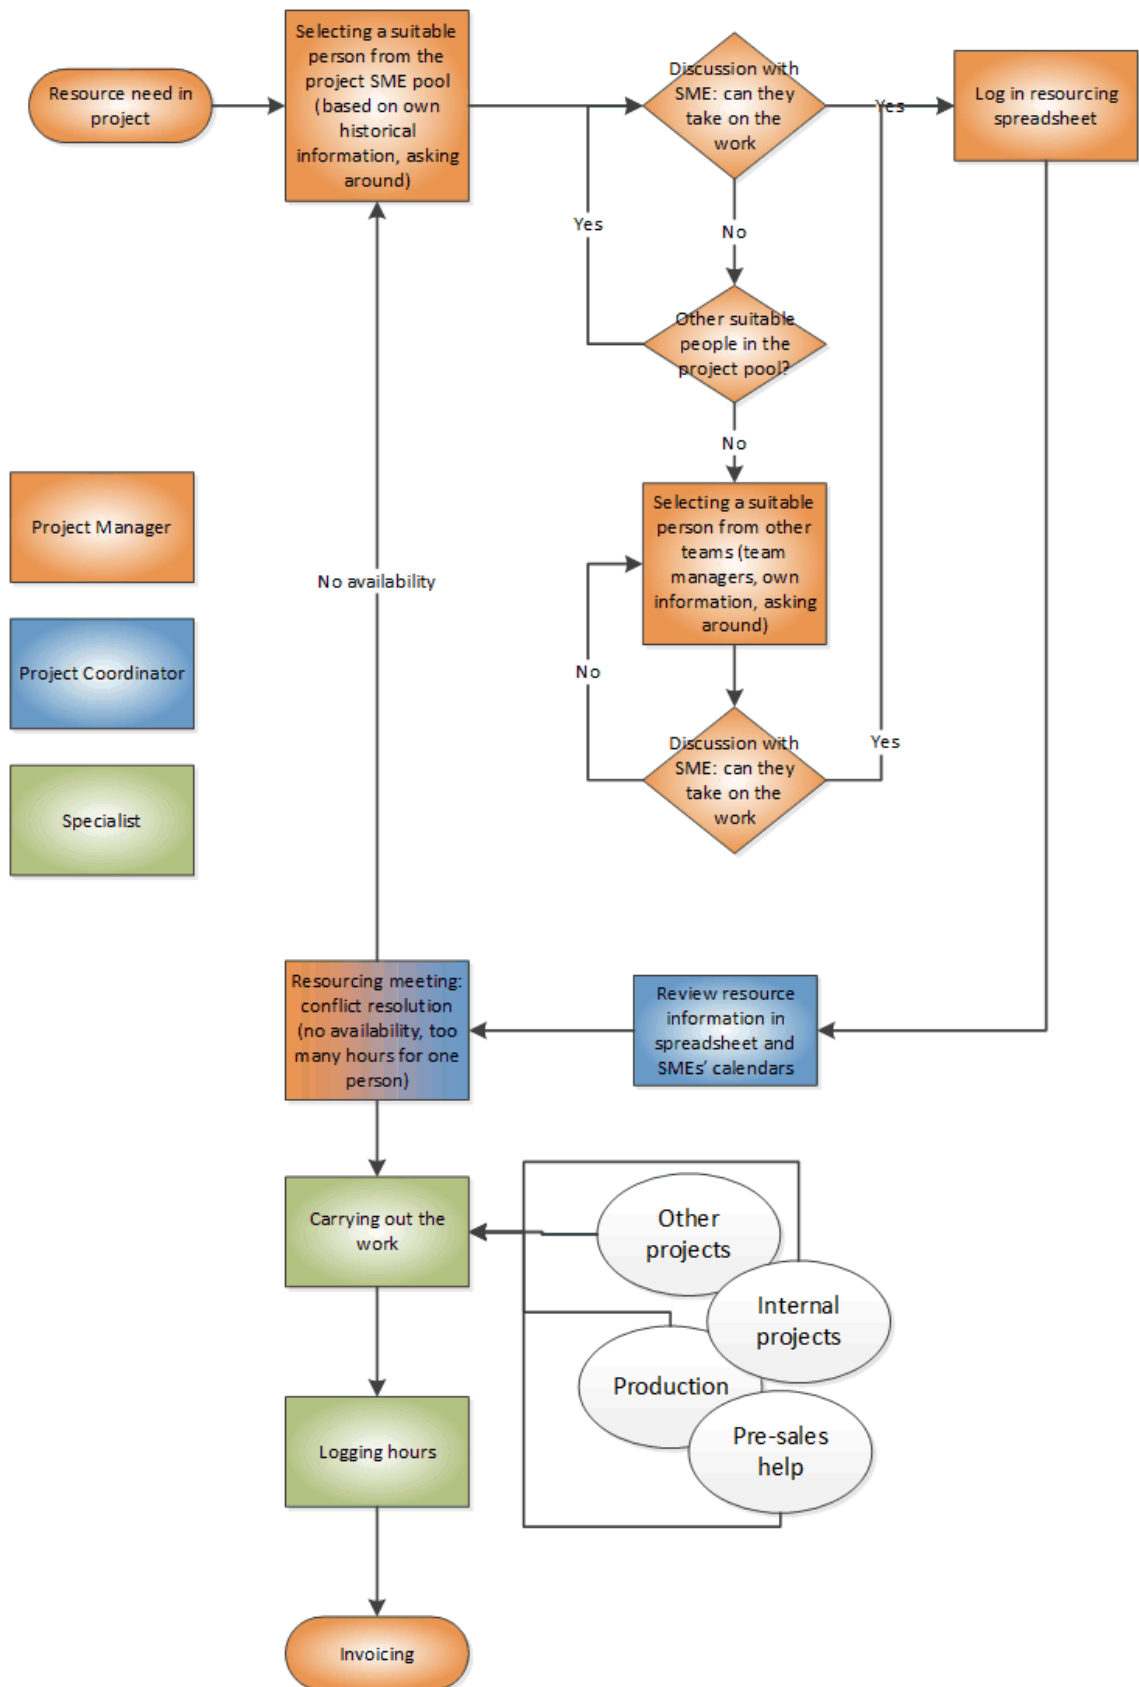 Resource need in
project
Selecting a suitable
person from the
project SME pool
(based on own
historical
information, asking
around)
Discussion with
SME: can they
take on the
work
Yes
Log in resourcing
spreadsheet
Yes
No
Other suitable
people in the
project pool?
No
Selecting a suitable
person from other
teams (team
managers, own
information, asking
around)
No
Discussion with
SME: can they
take on the
work
Yes
Project Manager
Project Coordinator
Specialist
No availability
Resourcing meeting:
conflict resolution
(no availability, too
many hours for one
person)
Review resource
information in
spreadsheet and
SMEs' calendars
Carrying out the
work
Other
projects
Internal
projects
Production
Pre-sales
help
Logging hours
Invoicing